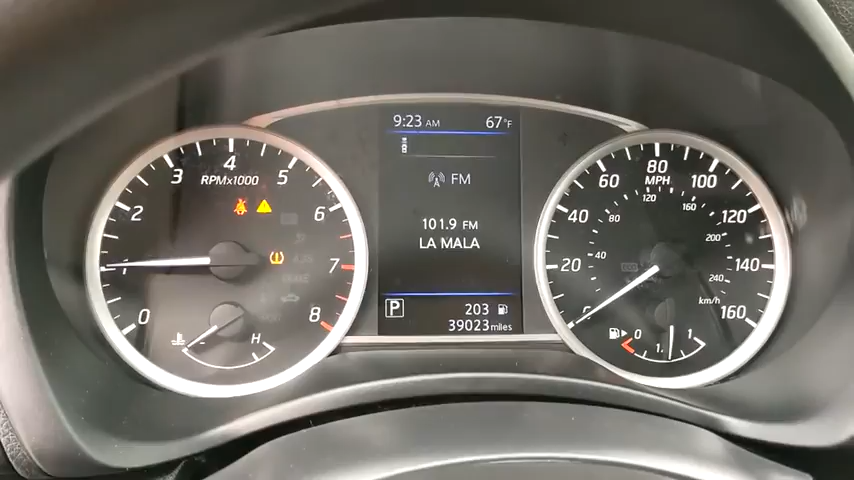 9:23 AM 67°F
FM
101.9 FM
LA MALA
P 203
39023 miles
RPMx1000
0 1 2 3 4 5 6 7 8
H
MPH
20 40 60 80 100 120 140 160
40 80 120 160 200 240
km/h
0 1